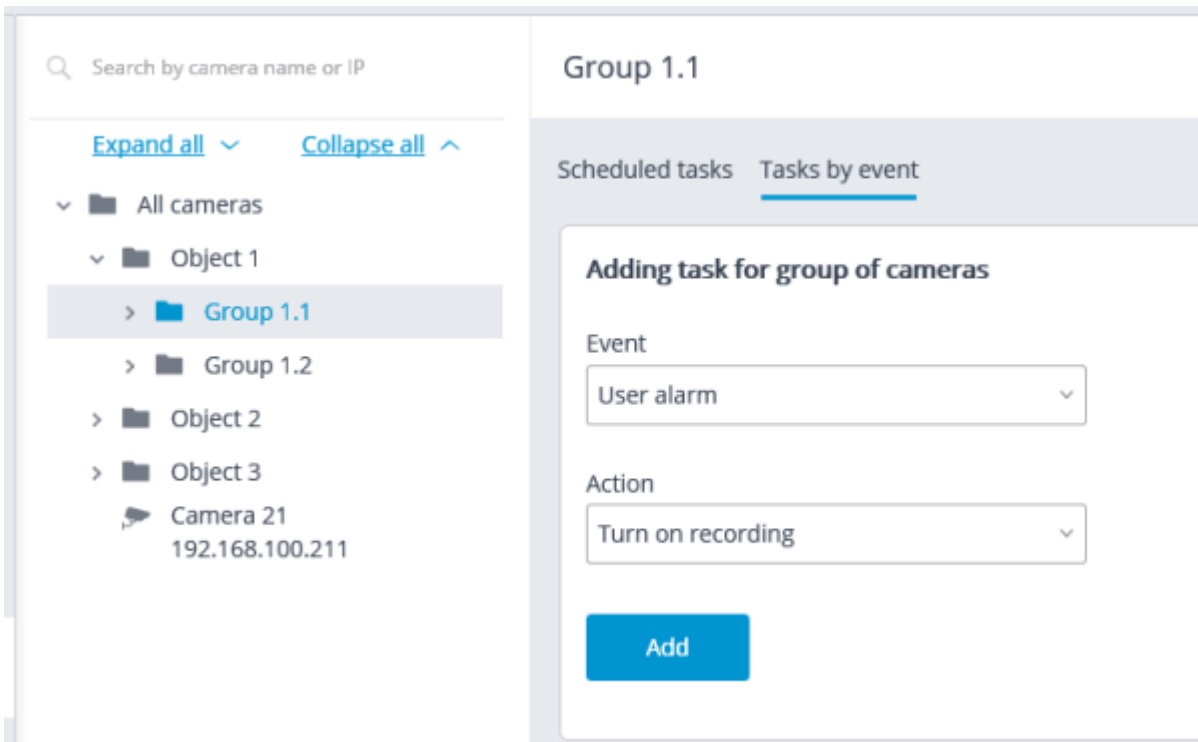 Search by camera name or IP
Expand all
Collapse all
All cameras
Object 1
Group 1.1
Group 1.2
Object 2
Object 3
Camera 21
192.168.100.211
Group 1.1
Scheduled tasks
Tasks by event
Adding task for group of cameras
Event
User alarm
Action
Turn on recording
Add